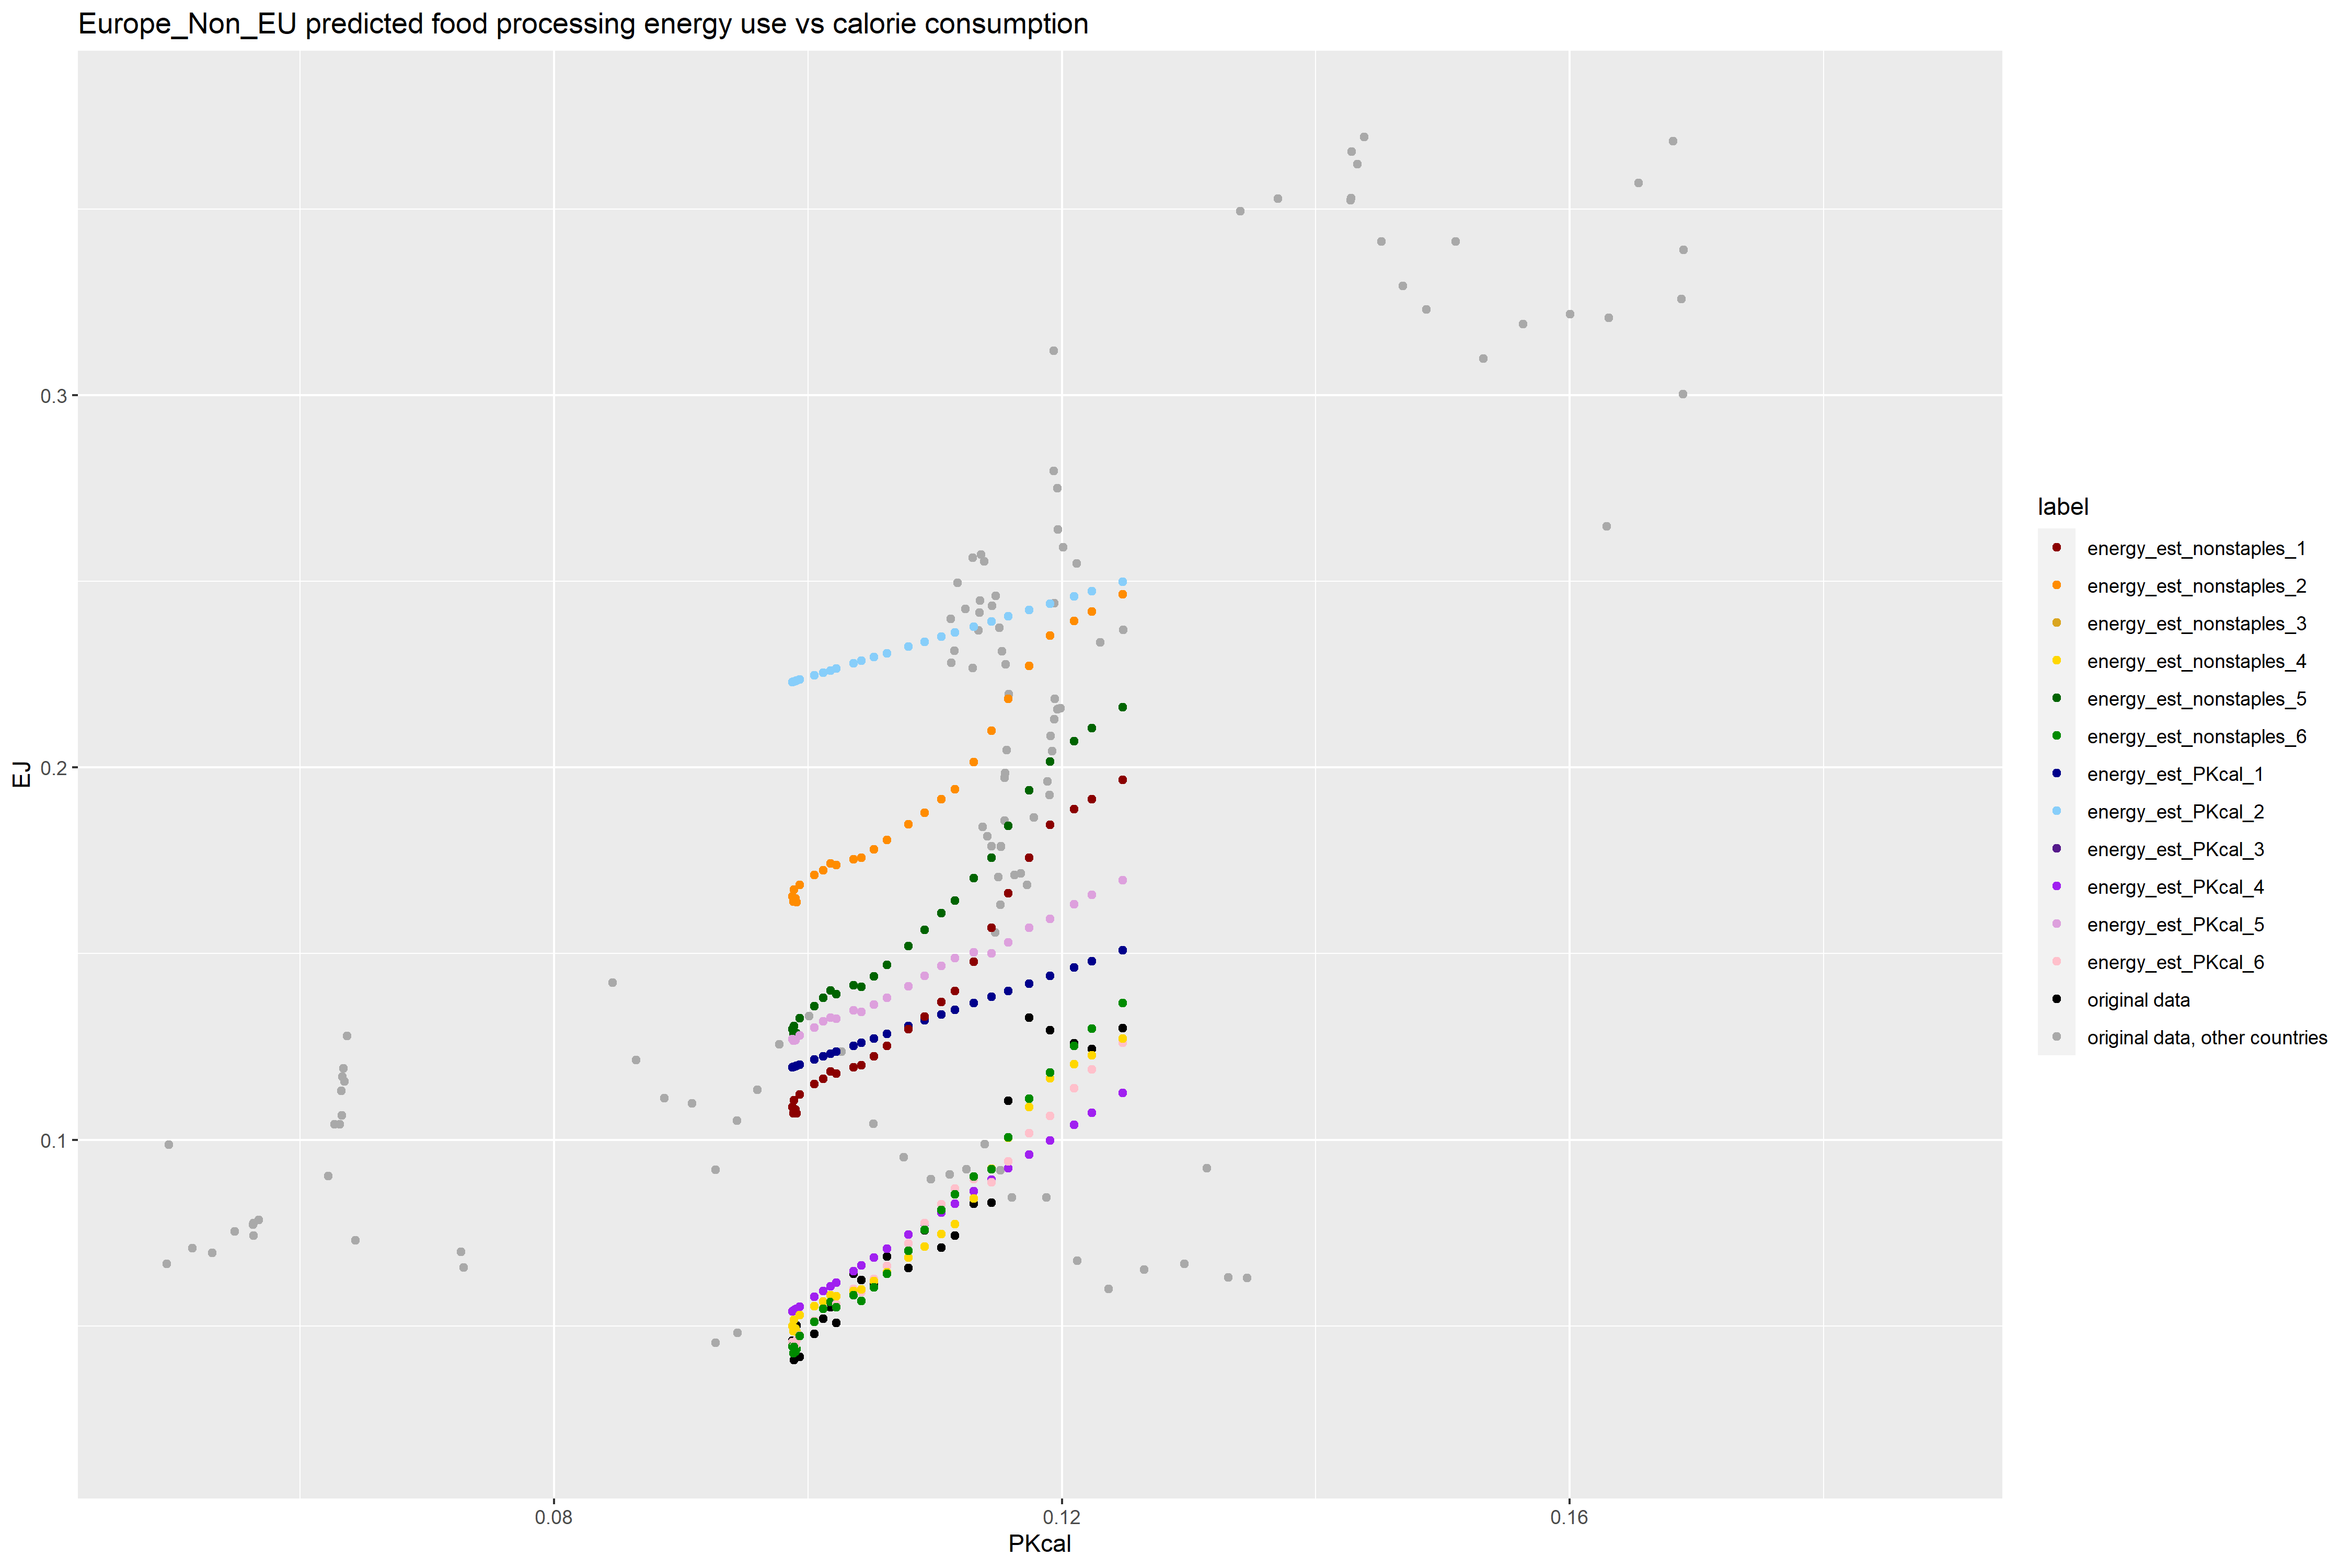 Europe_Non_EU predicted food processing energy use vs calorie consumption
EJ
0.3
0.2
0.1
0.08
0.12
0.16
PKcal
label
energy_est_nonstaples_1
energy_est_nonstaples_2
energy_est_nonstaples_3
energy_est_nonstaples_4
energy_est_nonstaples_5
energy_est_nonstaples_6
energy_est_PKcal_1
energy_est_PKcal_2
energy_est_PKcal_3
energy_est_PKcal_4
energy_est_PKcal_5
energy_est_PKcal_6
original data
original data, other countries